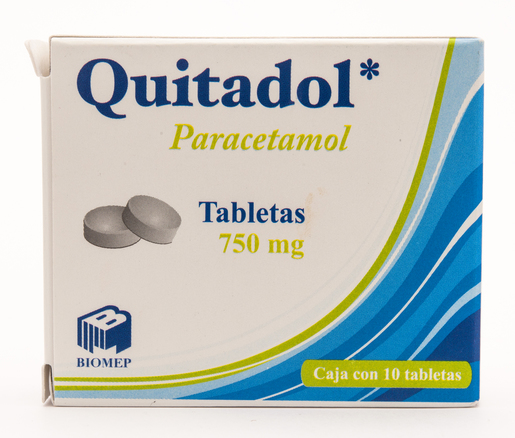 Quitadol*
Paracetamol
Tabletas
750 mg
BIOMEP
Caja con 10 tabletas